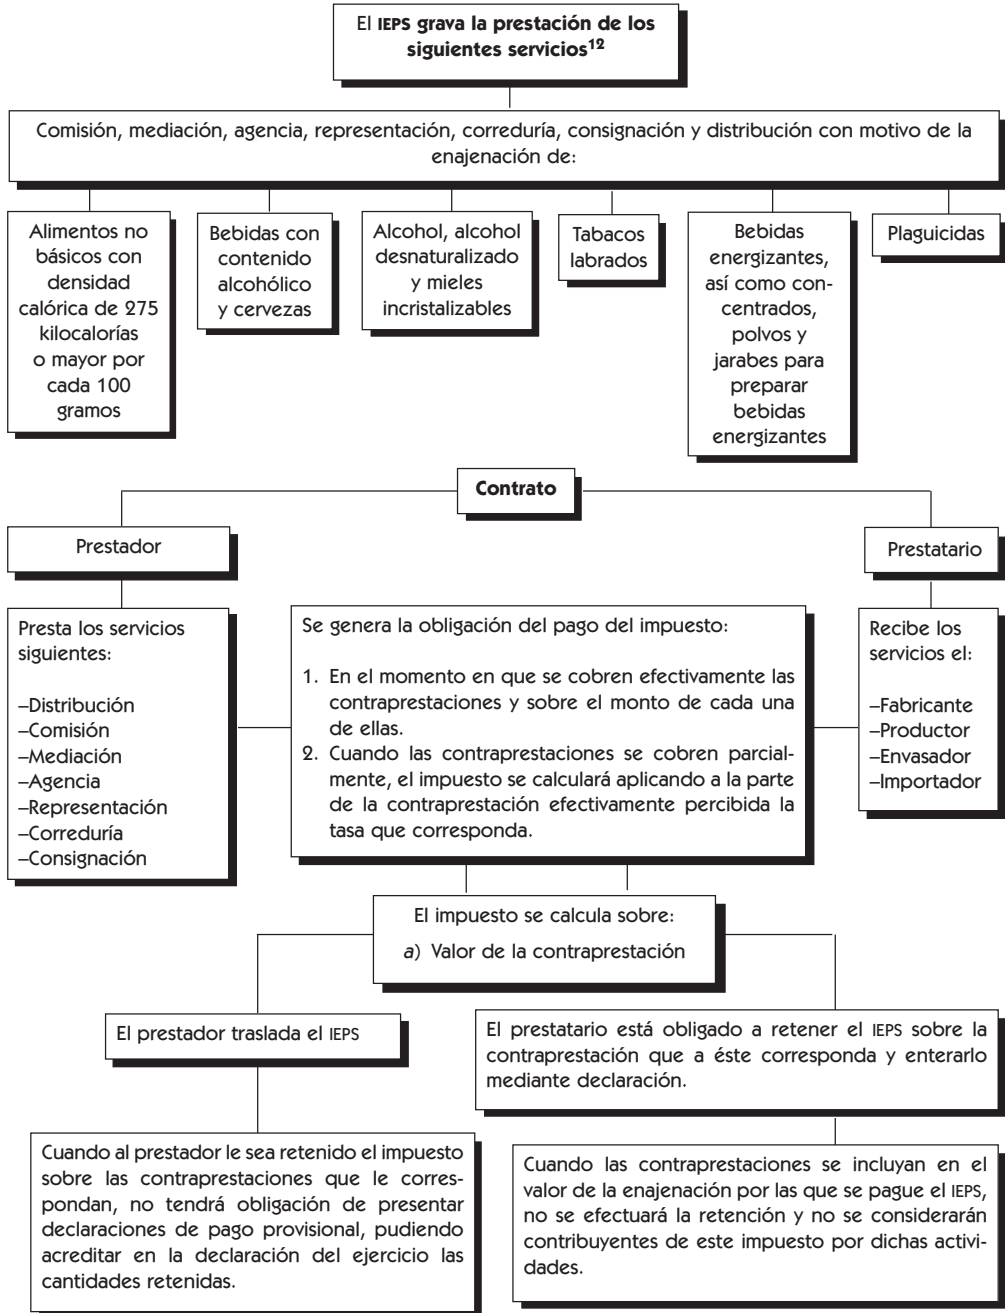 El IEPS grava la prestación de los
siguientes servicios12
Comisión, mediación, agencia, representación, correduría, consignación y distribución con motivo de la
enajenación de:
Alimentos no
básicos con
densidad
calórica de 275
kilocalorías
o mayor por
cada 100
gramos
Bebidas con
contenido
alcohólico
y cervezas
Alcohol, alcohol
desnaturalizado
y mieles
incristalizables
Tabacos
labrados
Bebidas
energizantes,
así como con-
centrados,
polvos y
jarabes para
preparar
bebidas
energizantes
Plaguicidas
Contrato
Prestador
Prestatario
Presta los servicios
siguientes:
–Distribución
–Comisión
–Mediación
–Agencia
–Representación
–Correduría
–Consignación
Se genera la obligación del pago del impuesto:
1. En el momento en que se cobren efectivamente las
contraprestaciones y sobre el monto de cada una
de ellas.
2. Cuando las contraprestaciones se cobren parcial-
mente, el impuesto se calculará aplicando a la parte
de la contraprestación efectivamente percibida la
tasa que corresponda.
Recibe los
servicios el:
–Fabricante
–Productor
–Envasador
–Importador
El impuesto se calcula sobre:
a) Valor de la contraprestación
El prestador traslada el IEPS
El prestatario está obligado a retener el IEPS sobre la
contraprestación que a éste corresponda y enterarlo
mediante declaración.
Cuando al prestador le sea retenido el impuesto
sobre las contraprestaciones que le corres-
pondan, no tendrá obligación de presentar
declaraciones de pago provisional, pudiendo
acreditar en la declaración del ejercicio las
cantidades retenidas.
Cuando las contraprestaciones se incluyan en el
valor de la enajenación por las que se pague el IEPS,
no se efectuará la retención y no se considerarán
contribuyentes de este impuesto por dichas activi-
dades.